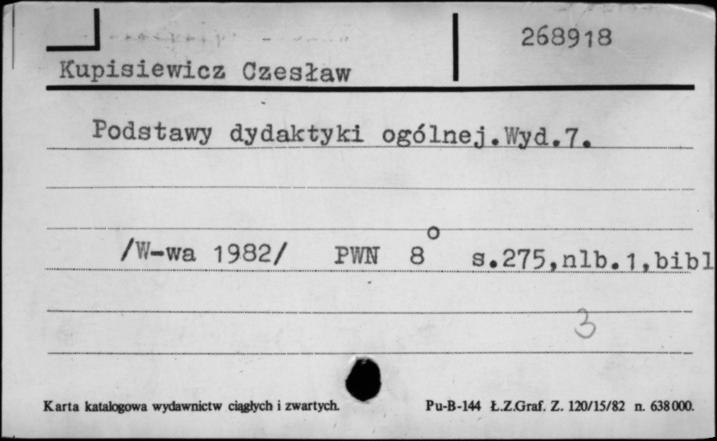 268918
Kupisiewicz Czesław
Podstawy dydaktyki ogólnej.Wyd.7.
/W-wa 1982/ PWN 8° s.275,nlb.1,bibl
3
Karta katalogowa wydawnictw ciągłych i zwartych. Pu-B-144 Ł.Z.Graf. Z. 120/15/82 n. 638000.